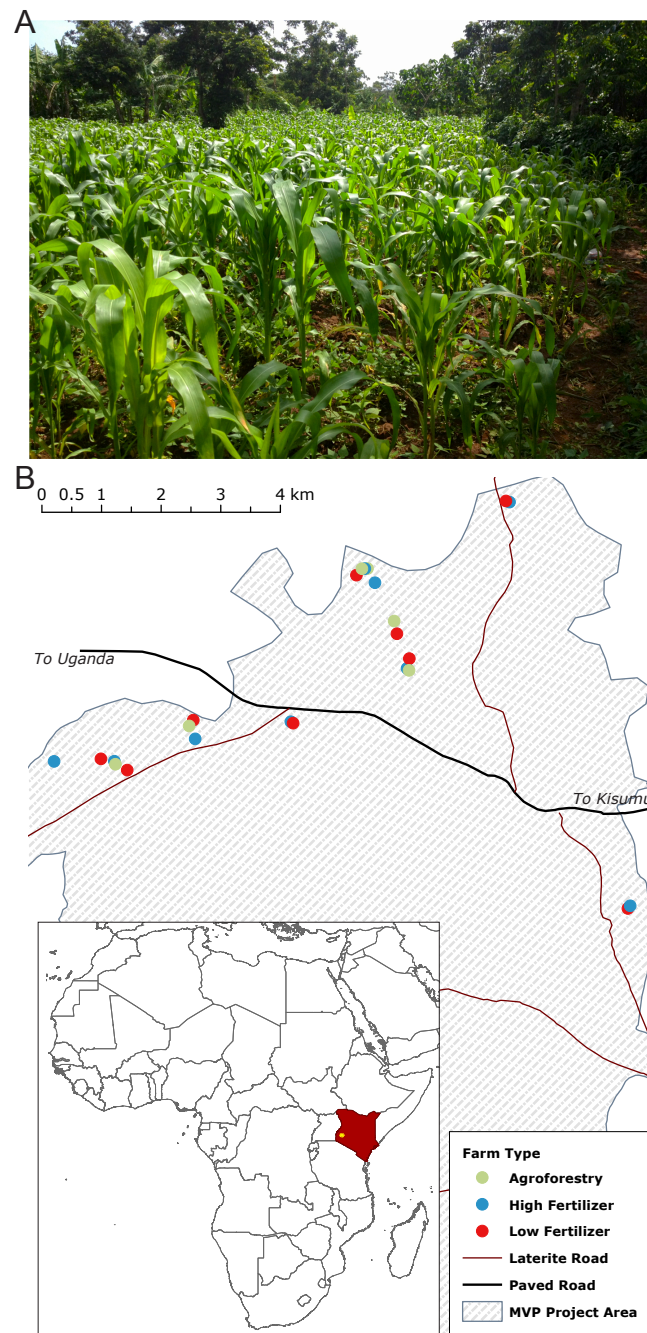 A
B
0 0.5 1 2 3 4 km
To Uganda
To Kisumu
Farm Type
Agroforestry
High Fertilizer
Low Fertilizer
Laterite Road
Paved Road
MVP Project Area